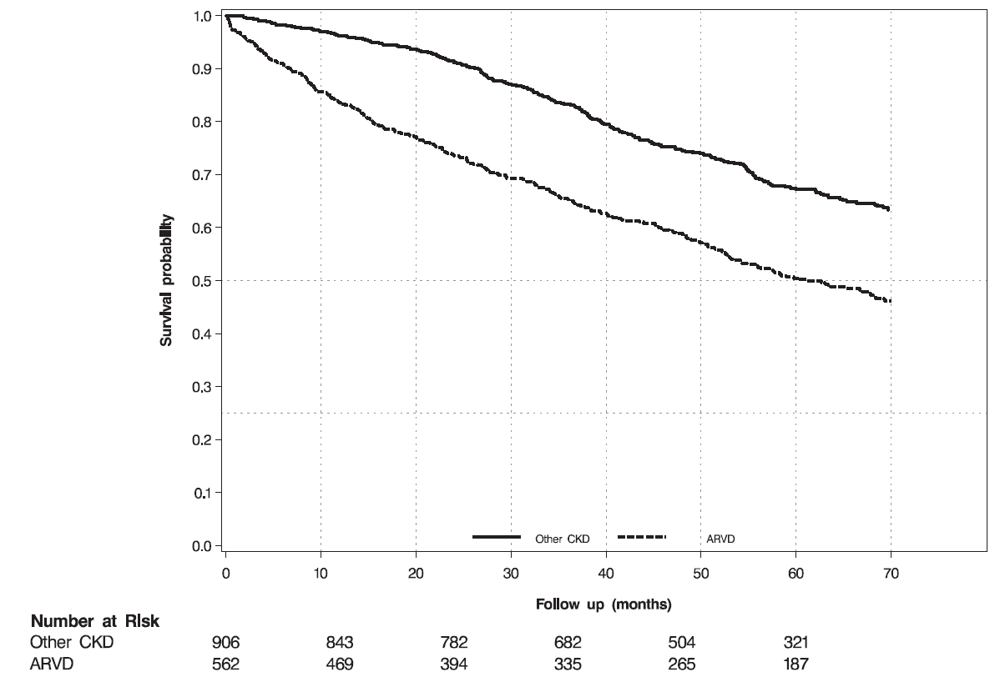 1.0
0.9
0.8
0.7
0.6
0.5
0.4
0.3
0.2
0.1
0.0
Survival probability
Other CKD ARVD
0 10 20 30 40 50 60 70
Follow up (months)
Number at Risk
Other CKD 906 843 782 682 504 321
ARVD 562 469 394 335 265 187